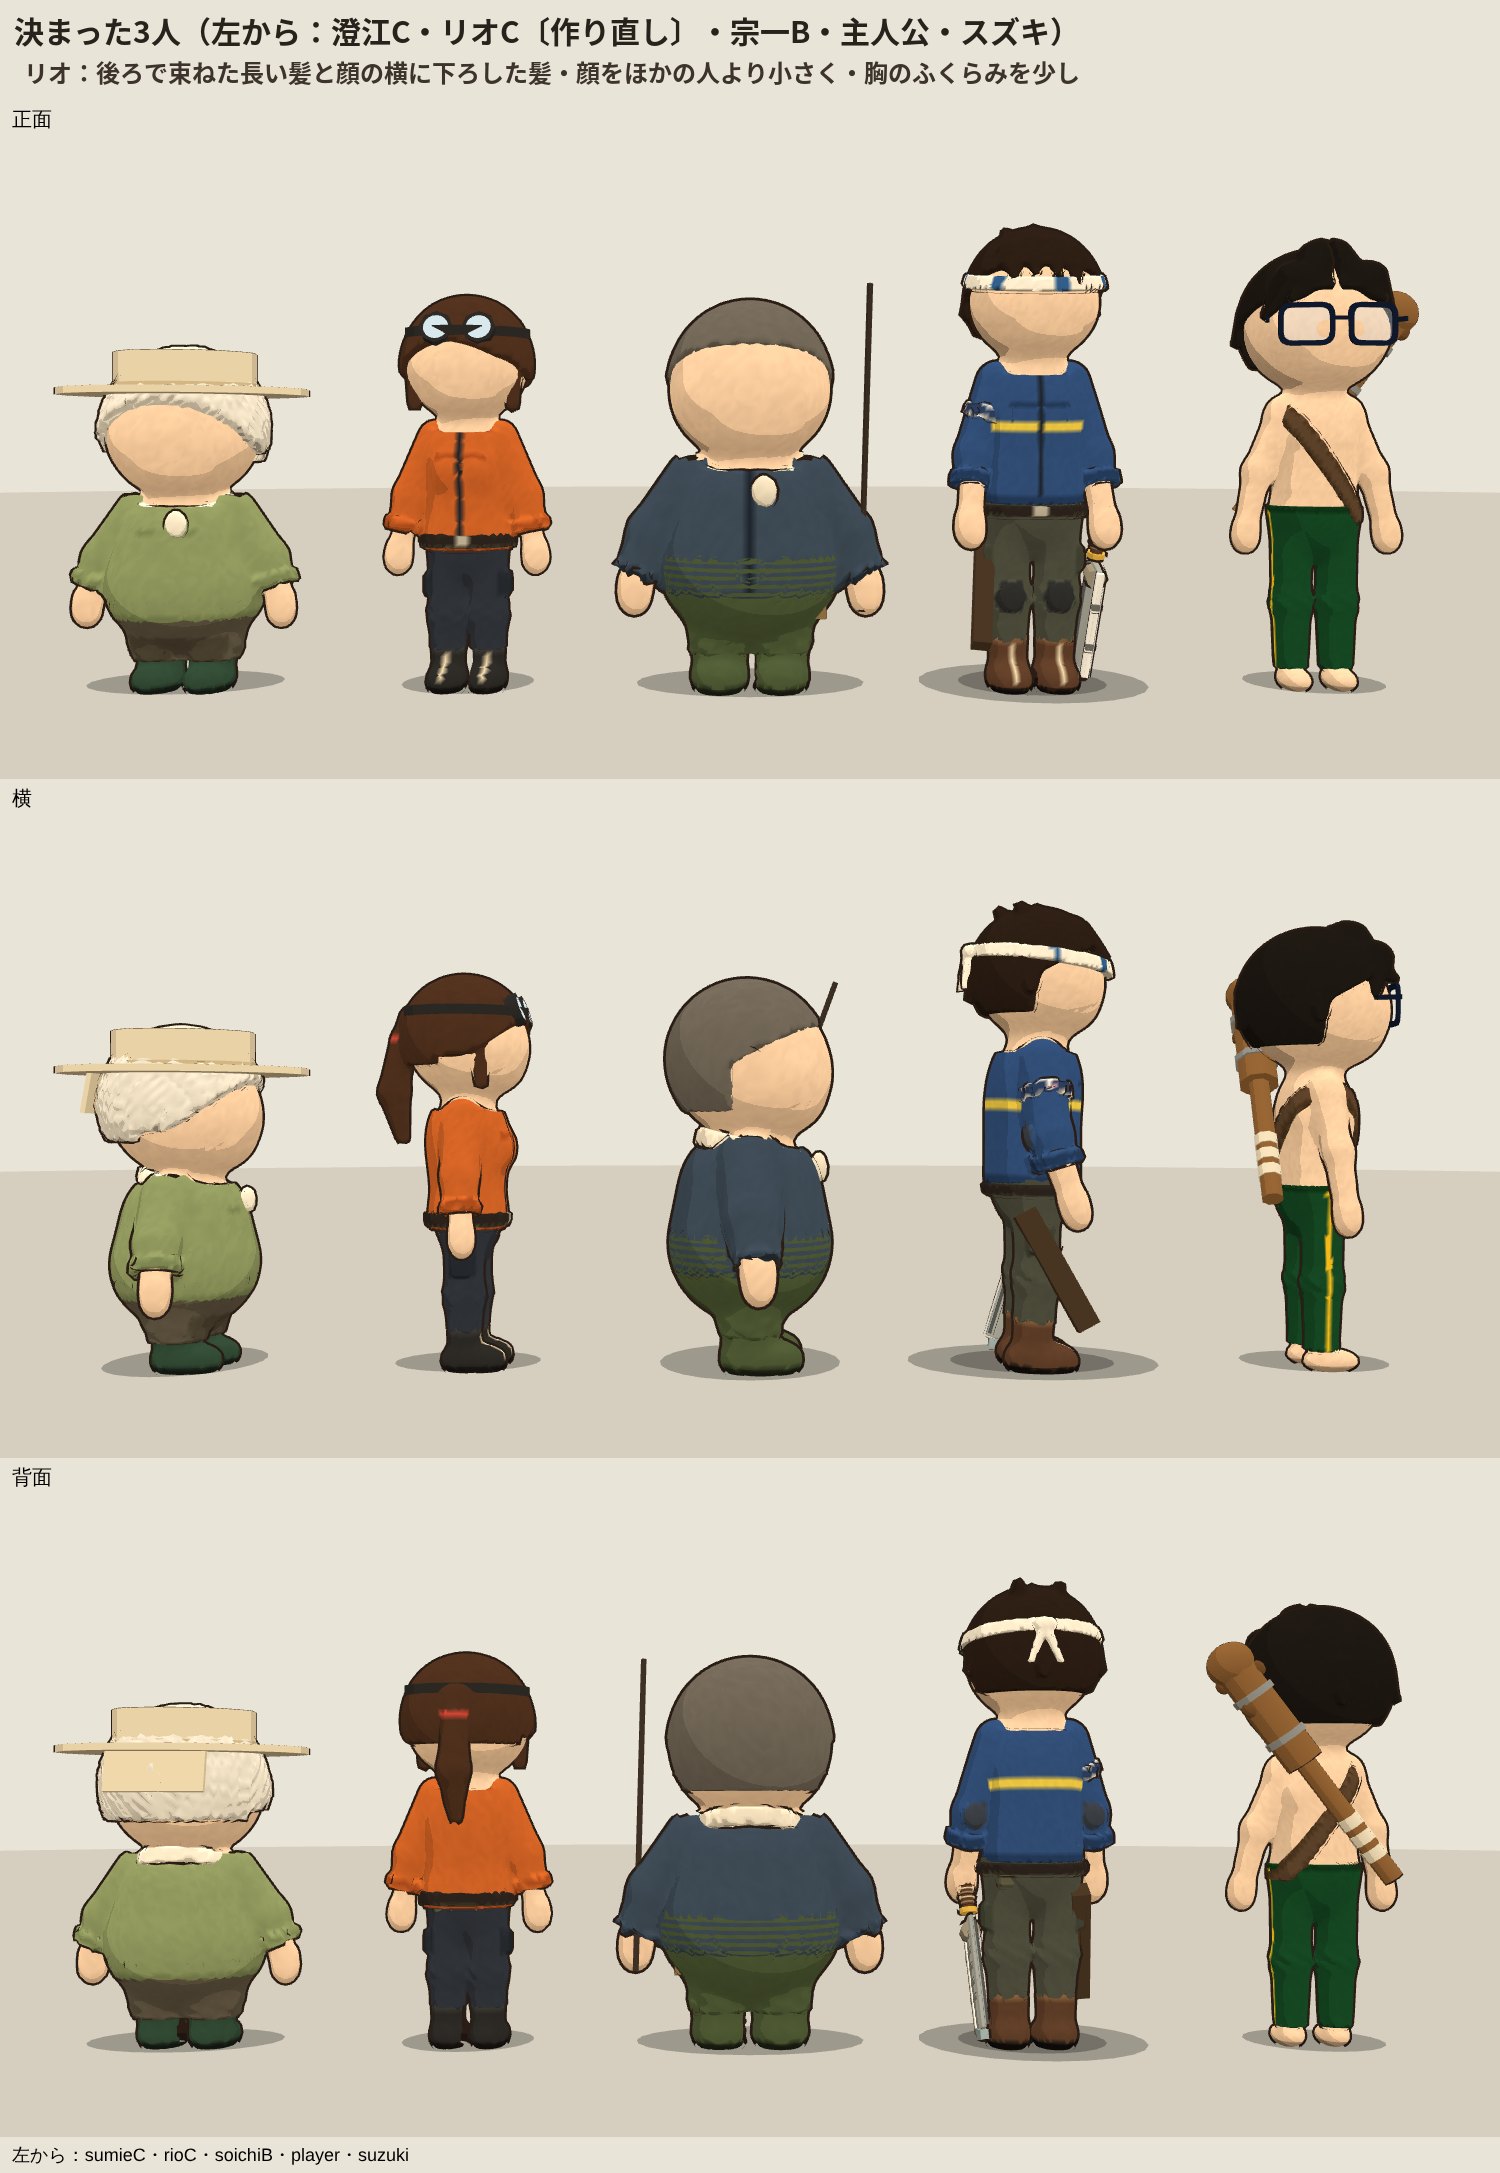 決まった3人（左から：澄江C・リオC〔作り直し〕・宗一B・主人公・スズキ）
リオ：後ろで束ねた長い髪と顔の横に下ろした髪・顔をほかの人より小さく・胸のふくらみを少し
正面
横
背面
左から：sumieC・rioC・soichiB・player・suzuki